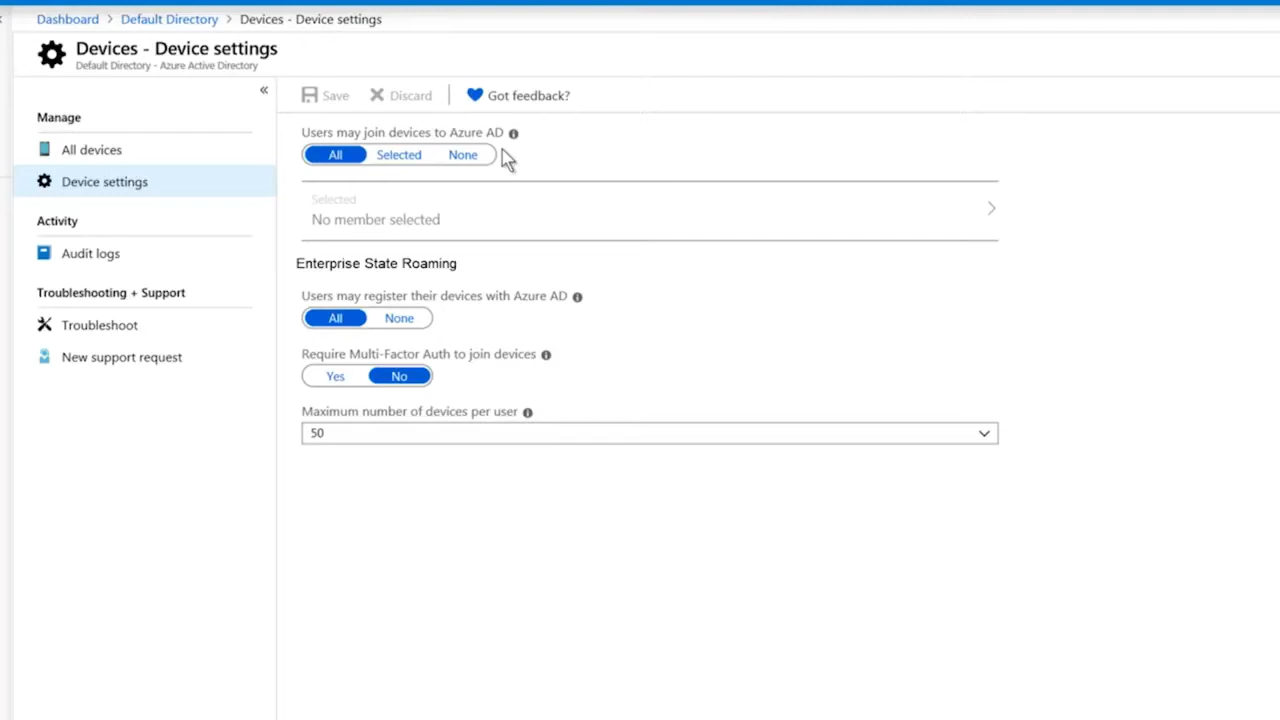 Dashboard > Default Directory > Devices - Device settings
Devices - Device settings
Default Directory - Azure Active Directory
«
Manage
All devices
Device settings
Activity
Audit logs
Troubleshooting + Support
Troubleshoot
New support request
Save Discard Got feedback?
Users may join devices to Azure AD
All Selected None
Selected
No member selected
Enterprise State Roaming
Users may register their devices with Azure AD
All None
Require Multi-Factor Auth to join devices
Yes No
Maximum number of devices per user
50